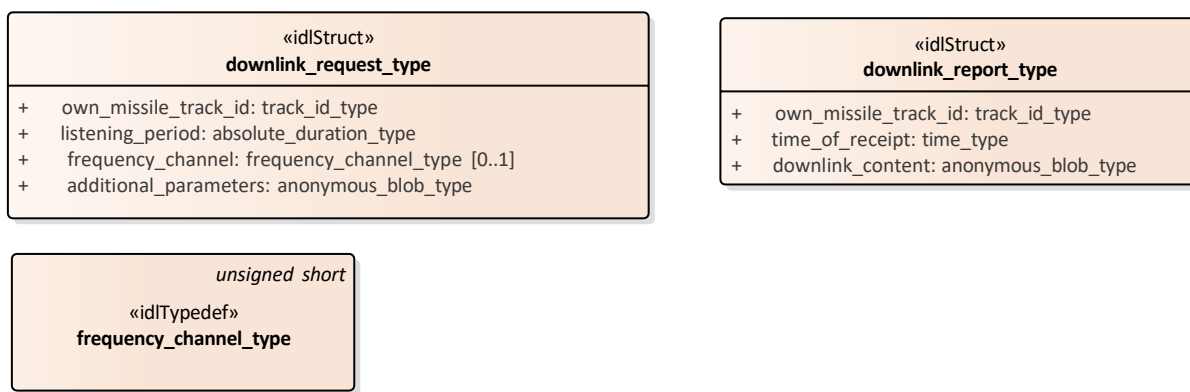 «idlStruct»
downlink_request_type
+ own_missile_track_id: track_id_type
+ listening_period: absolute_duration_type
+ frequency_channel: frequency_channel_type [0..1]
+ additional_parameters: anonymous_blob_type
«idlStruct»
downlink_report_type
+ own_missile_track_id: track_id_type
+ time_of_receipt: time_type
+ downlink_content: anonymous_blob_type
unsigned short
«idlTypedef»
frequency_channel_type